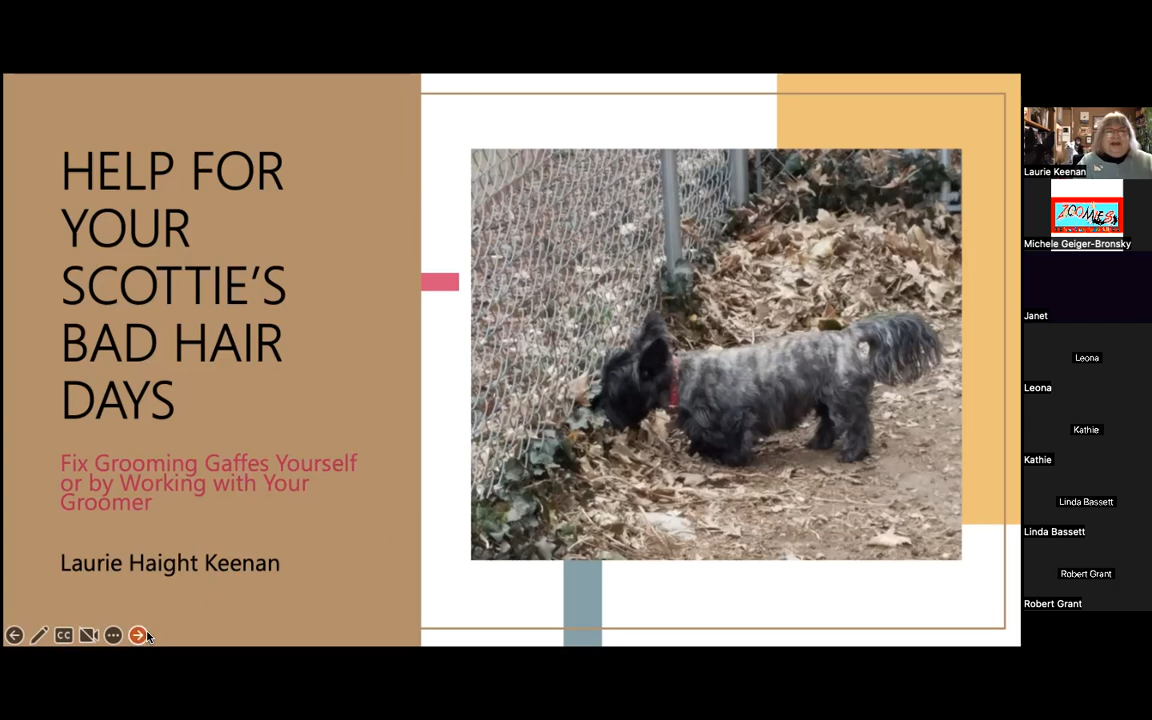 HELP FOR
YOUR
SCOTTIE'S
BAD HAIR
DAYS
Fix Grooming Gaffes Yourself
or by Working with Your
Groomer
Laurie Haight Keenan
CC
Laurie Keenan
ZOOMIES
Michele Geiger-Bronsky
Janet
Leona
Leona
Kathie
Kathie
Linda Bassett
Linda Bassett
Robert Grant
Robert Grant